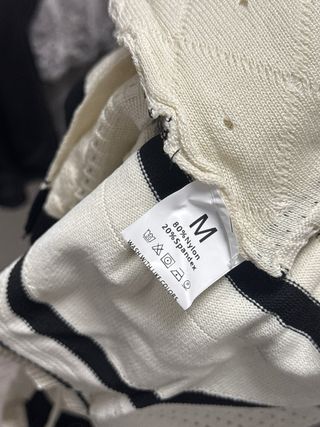 M
80%Nylon
20%Spandex
WASH WITH LIKE COLORS